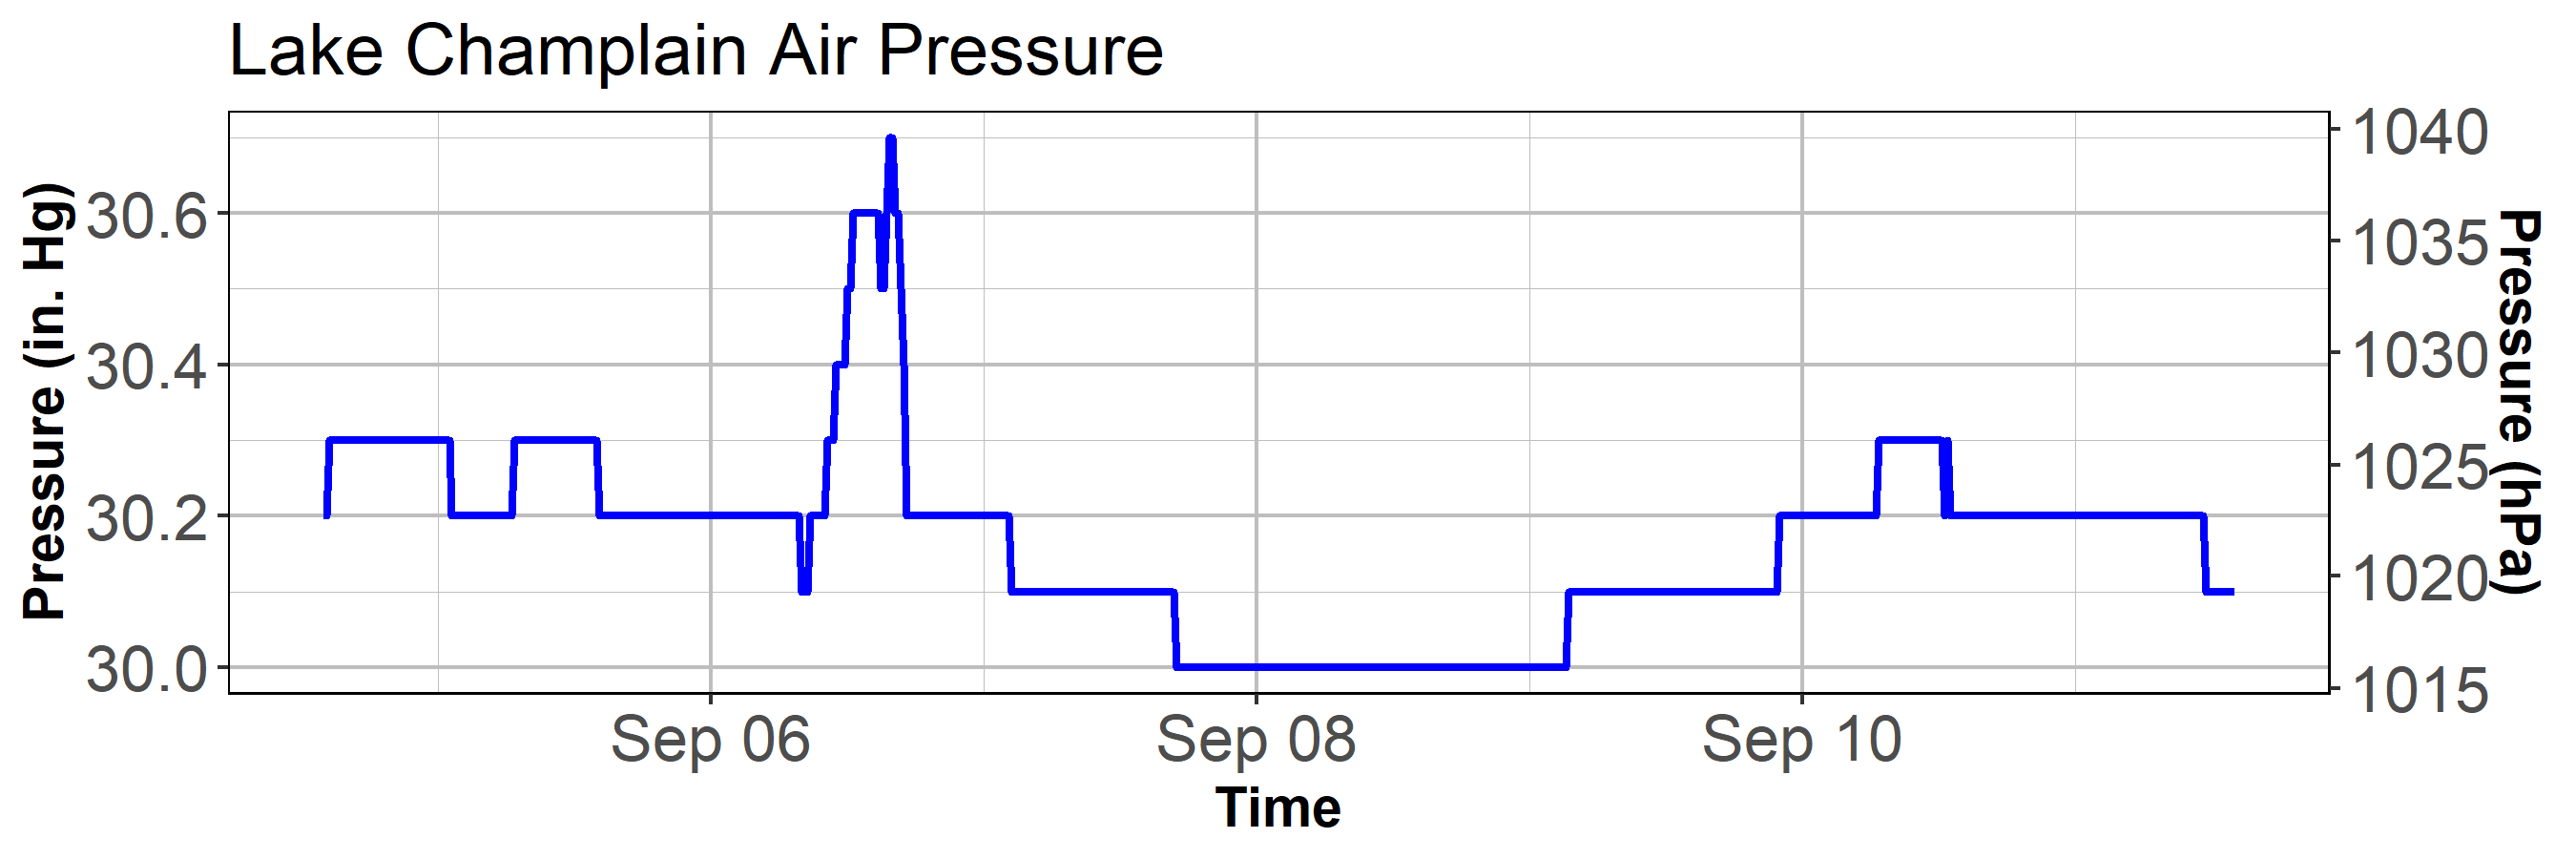 Lake Champlain Air Pressure
Pressure (in. Hg)
30.6
30.4
30.2
30.0
1040
1035
1030
1025
1020
1015
Pressure (hPa)
Sep 06 Sep 08 Sep 10
Time